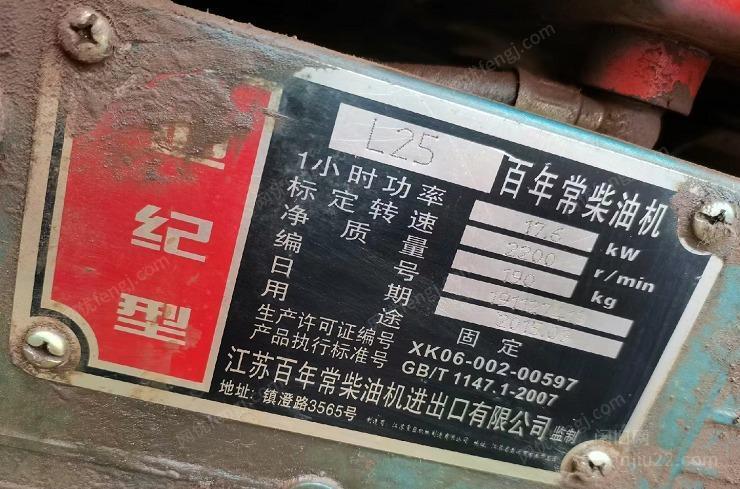 纪
型
L25 百年常柴油机
1小时功率 17.6 kW
标定转速 2200 r/min
净质量 190 kg
编号
日期 2015.02
用途 固定
生产许可证编号 XK06-002-00597
产品执行标准号 GB/T 1147.1-2007
江苏百年常柴油机进出口有限公司 监制
地址: 镇澄路3565号